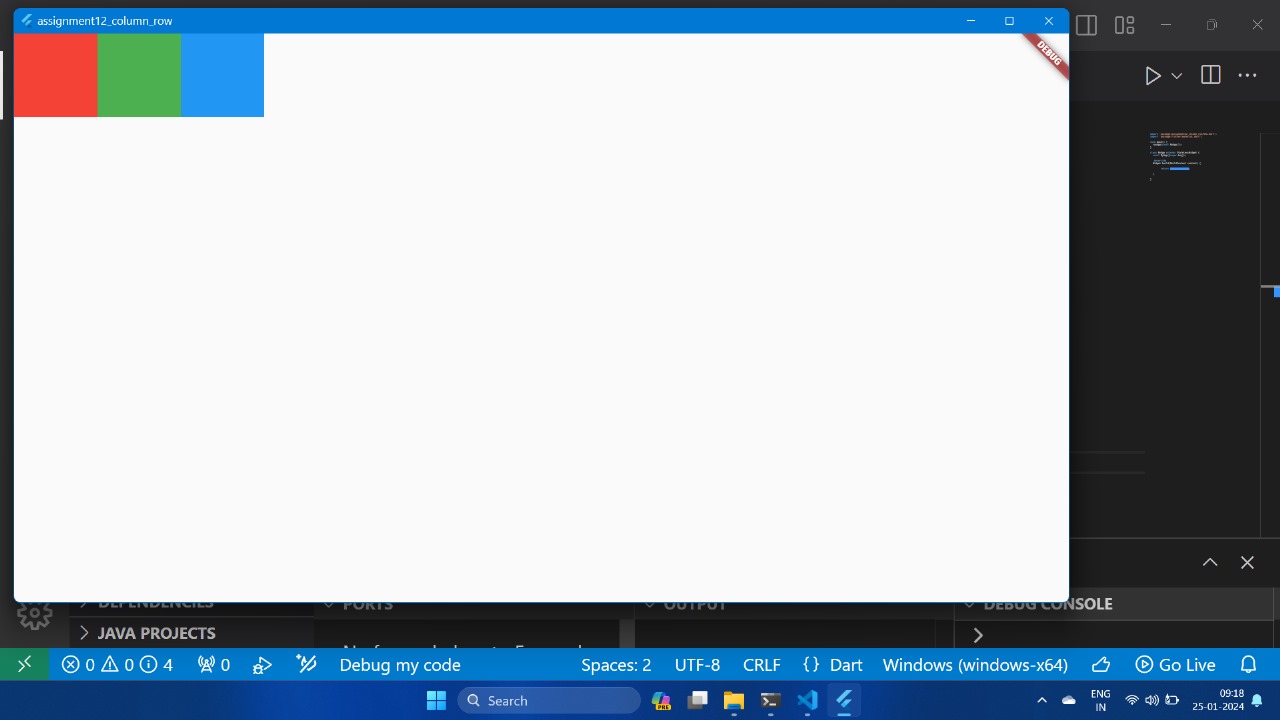 assignment12_column_row
DEBUG
DEPENDENCIES
PORTS
OUTPUT
DEBUG CONSOLE
JAVA PROJECTS
0 0 4 0 Debug my code Spaces: 2 UTF-8 CRLF {} Dart Windows (windows-x64) Go Live
Search
PRE
ENG
IN
09:18
25-01-2024